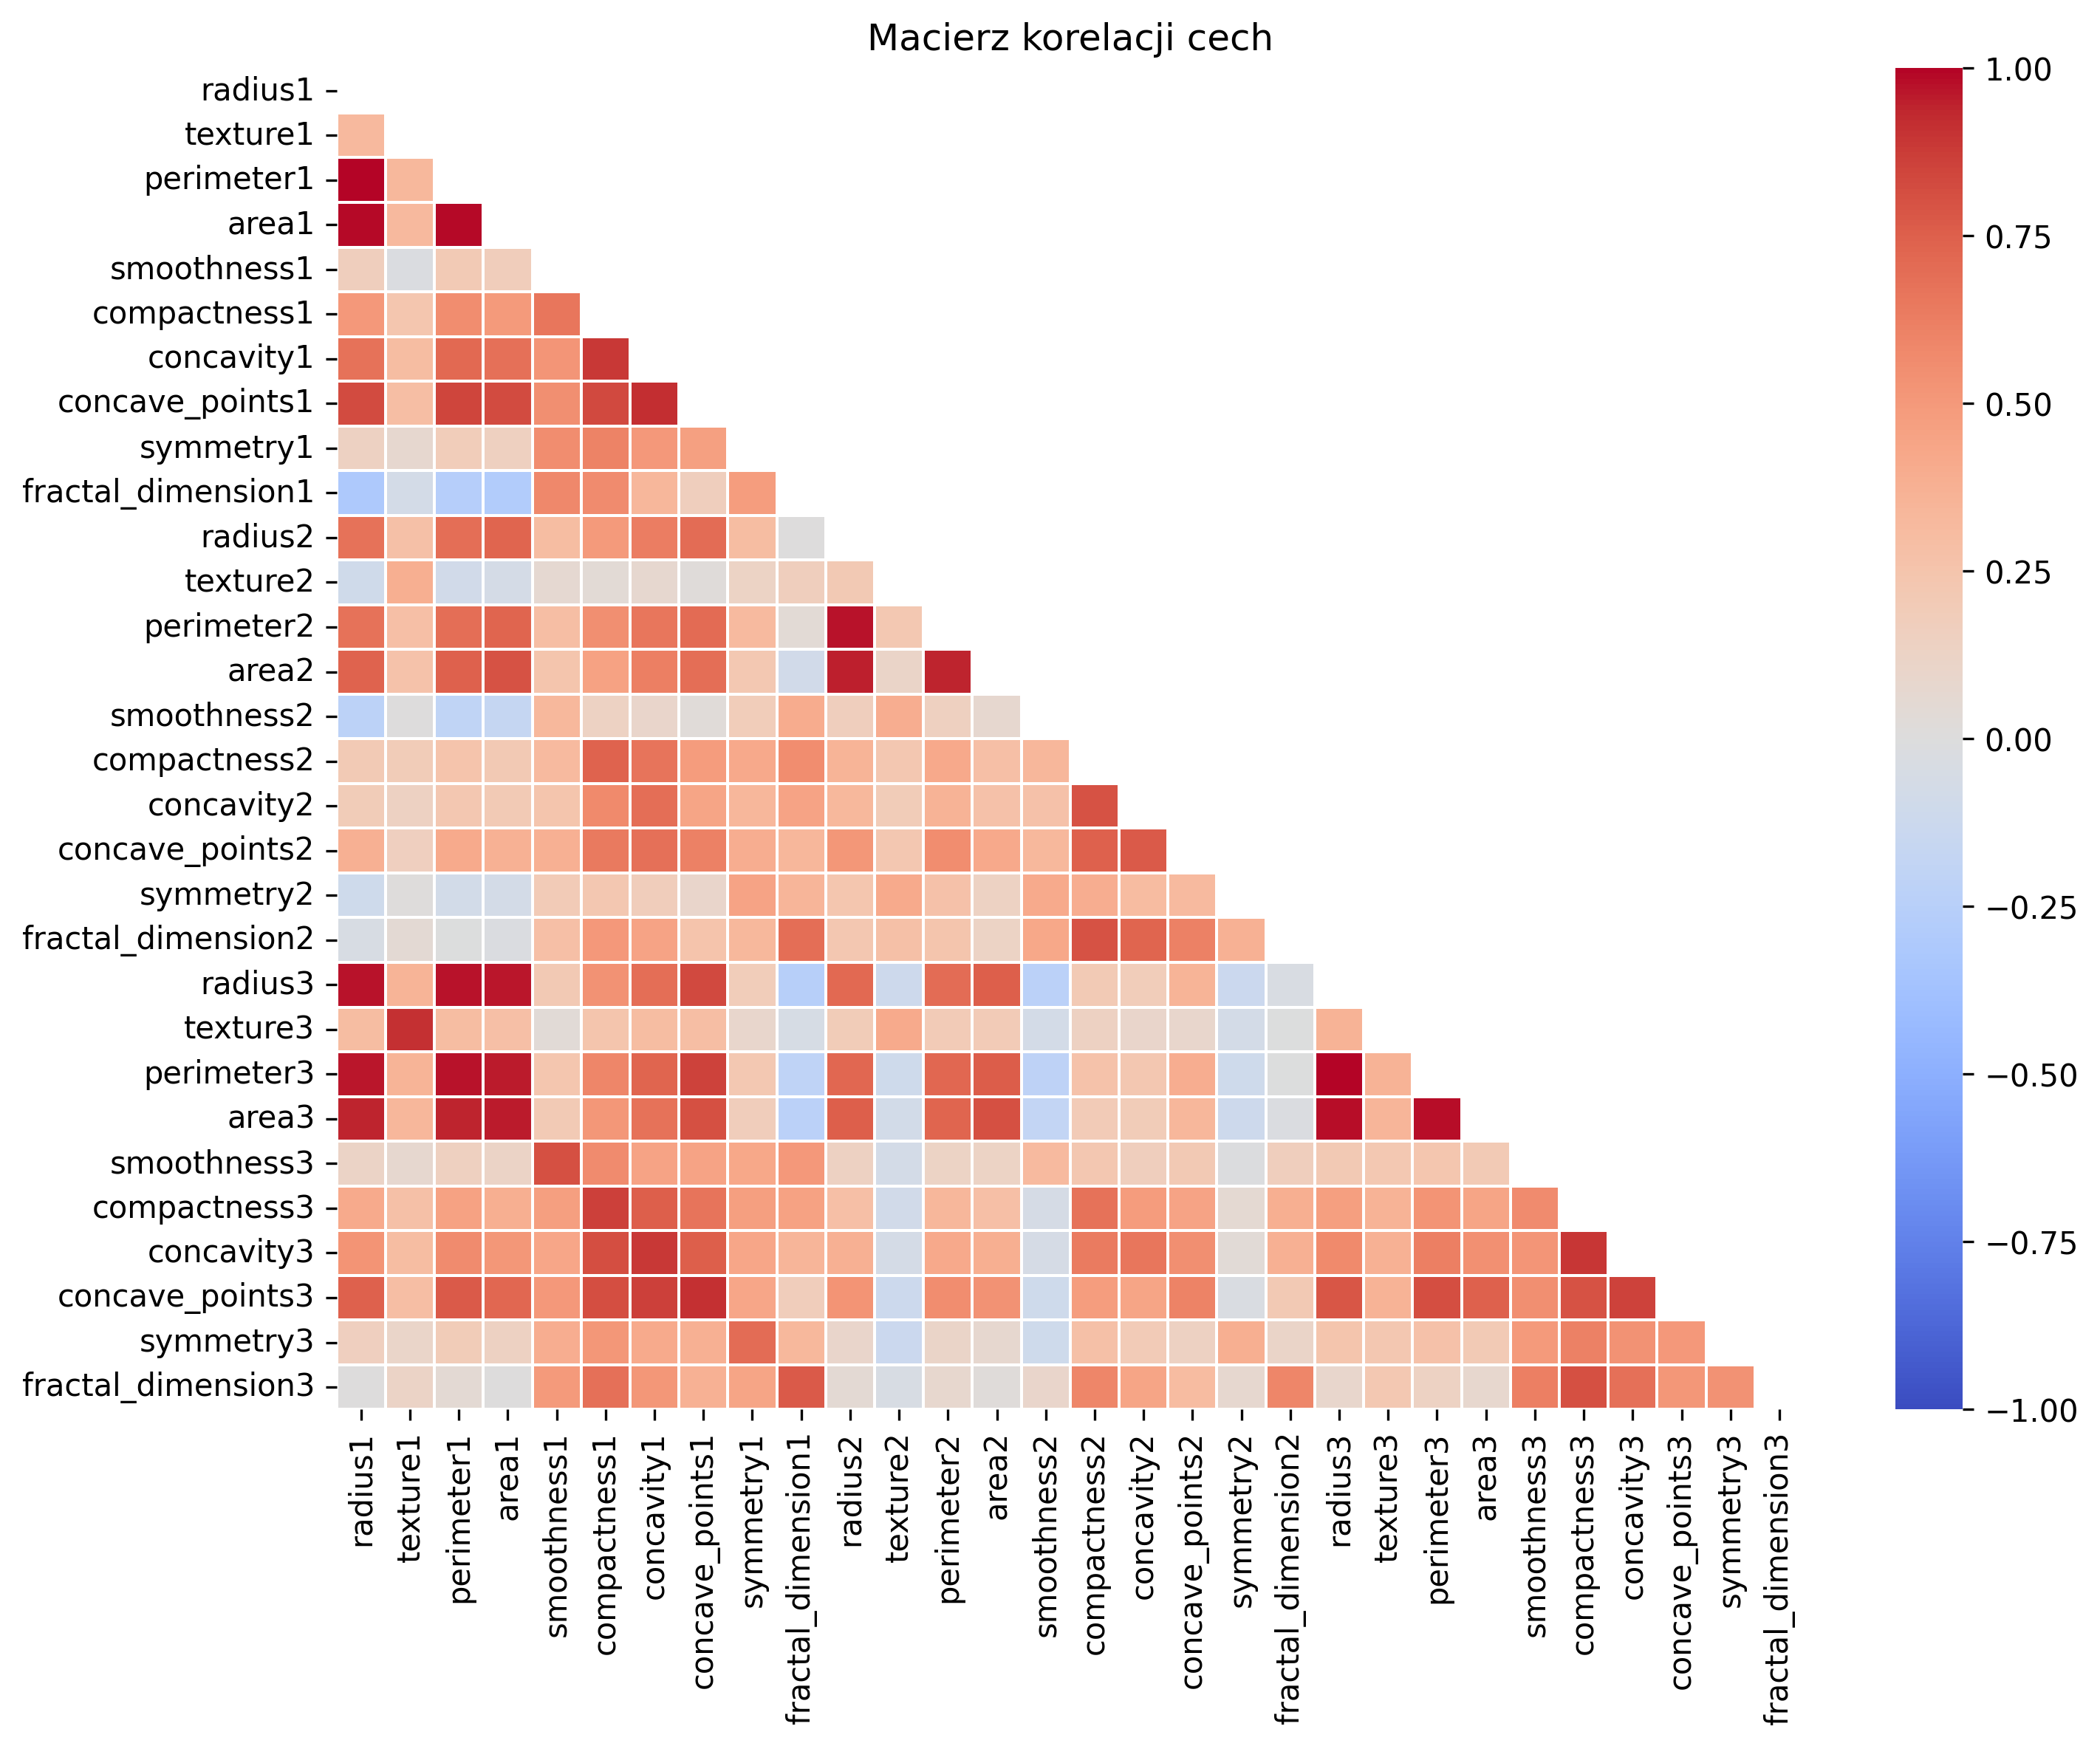 Macierz korelacji cech
radius1
texture1
perimeter1
area1
smoothness1
compactness1
concavity1
concave_points1
symmetry1
fractal_dimension1
radius2
texture2
perimeter2
area2
smoothness2
compactness2
concavity2
concave_points2
symmetry2
fractal_dimension2
radius3
texture3
perimeter3
area3
smoothness3
compactness3
concavity3
concave_points3
symmetry3
fractal_dimension3
radius1
texture1
perimeter1
area1
smoothness1
compactness1
concavity1
concave_points1
symmetry1
fractal_dimension1
radius2
texture2
perimeter2
area2
smoothness2
compactness2
concavity2
concave_points2
symmetry2
fractal_dimension2
radius3
texture3
perimeter3
area3
smoothness3
compactness3
concavity3
concave_points3
symmetry3
fractal_dimension3
1.00
0.75
0.50
0.25
0.00
−0.25
−0.50
−0.75
−1.00